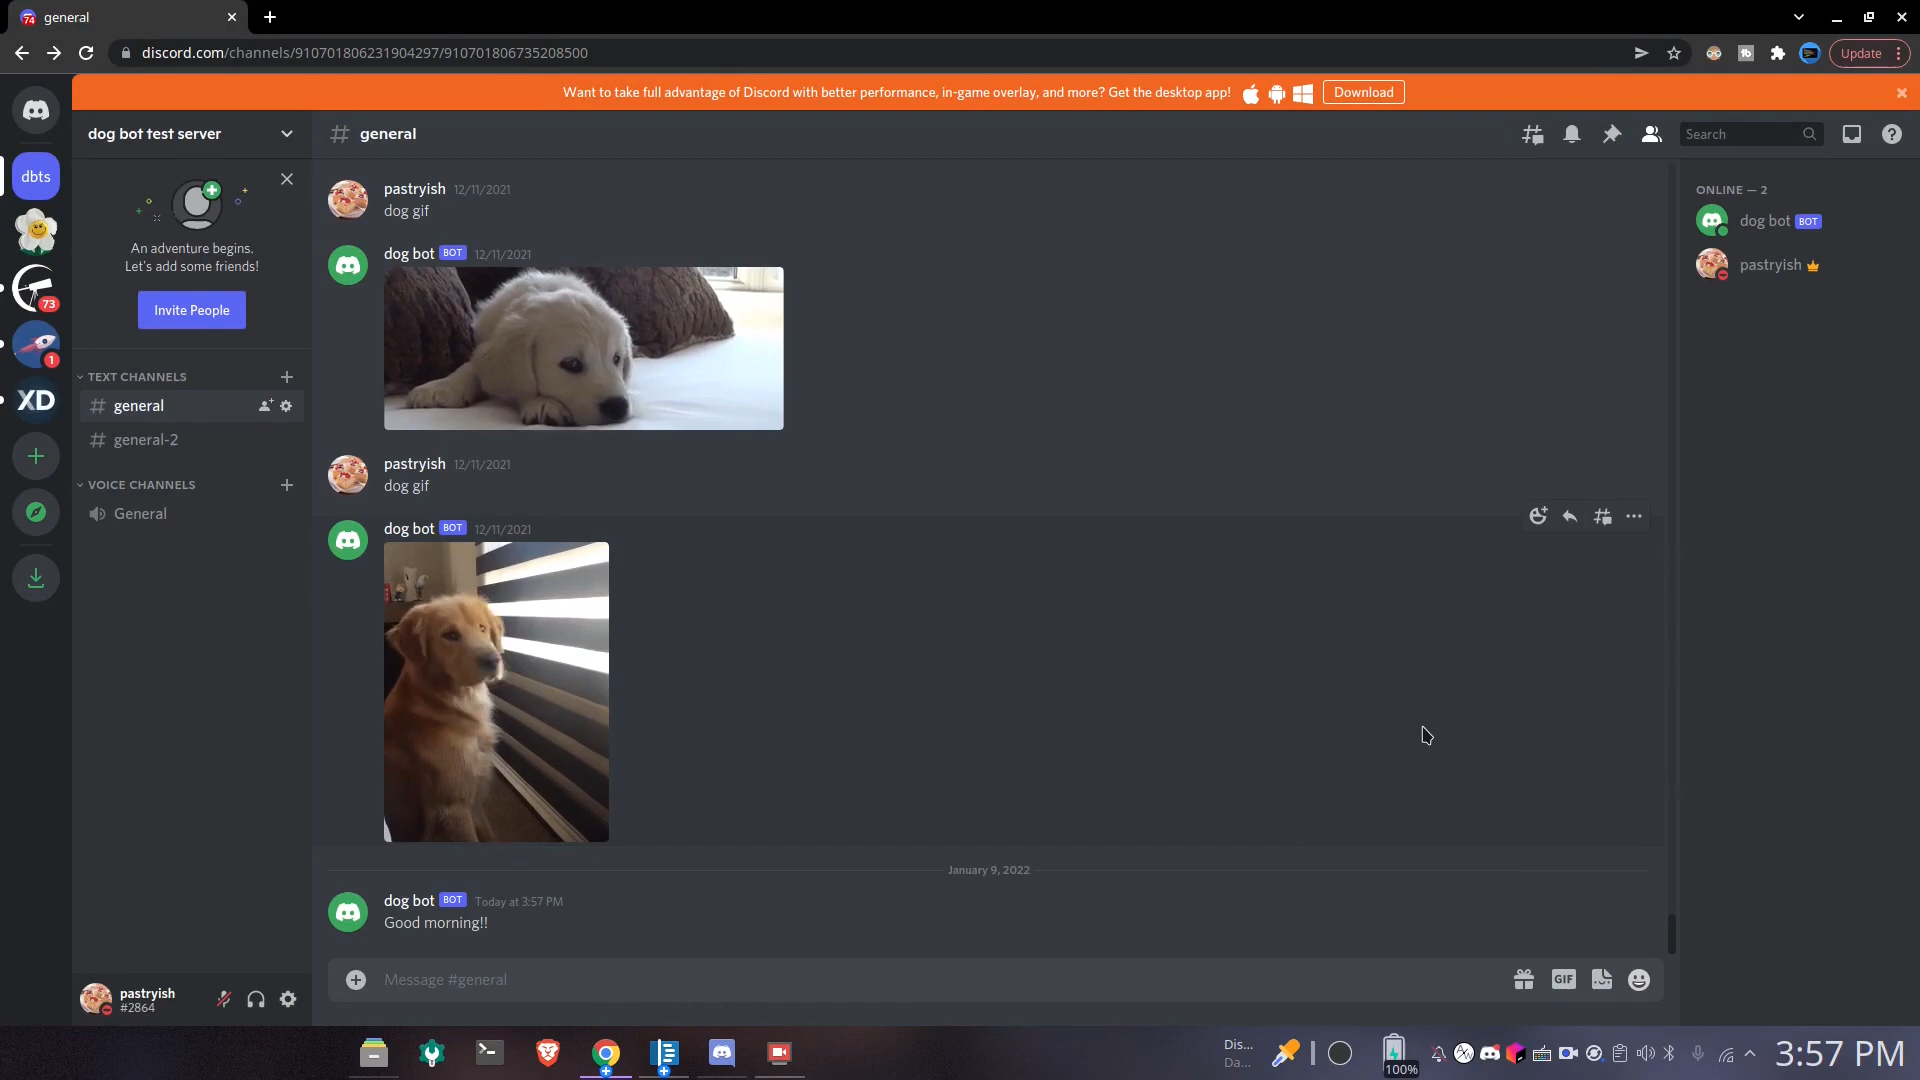 74 general
discord.com/channels/910701806231904297/910701806735208500
Update
Want to take full advantage of Discord with better performance, in-game overlay, and more? Get the desktop app!
Download
dog bot test server
general
Search
dbts
73
1
XD
An adventure begins.
Let's add some friends!
Invite People
TEXT CHANNELS
general
general-2
VOICE CHANNELS
General
pastryish 12/11/2021
dog gif
dog bot BOT 12/11/2021
pastryish 12/11/2021
dog gif
dog bot BOT 12/11/2021
January 9, 2022
dog bot BOT Today at 3:57 PM
Good morning!!
Message #general
GIF
ONLINE — 2
dog bot BOT
pastryish
pastryish
#2864
Dis...
Da...
100%
3:57 PM